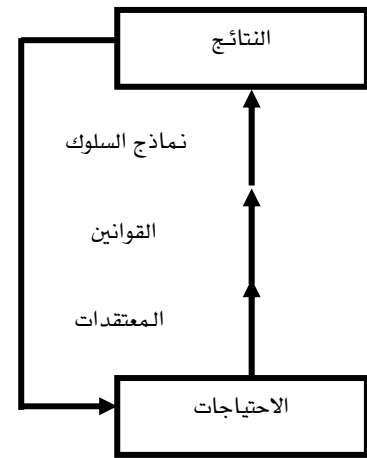 النتائج
نماذج السلوك
القوانين
المعتقدات
الاحتياجات